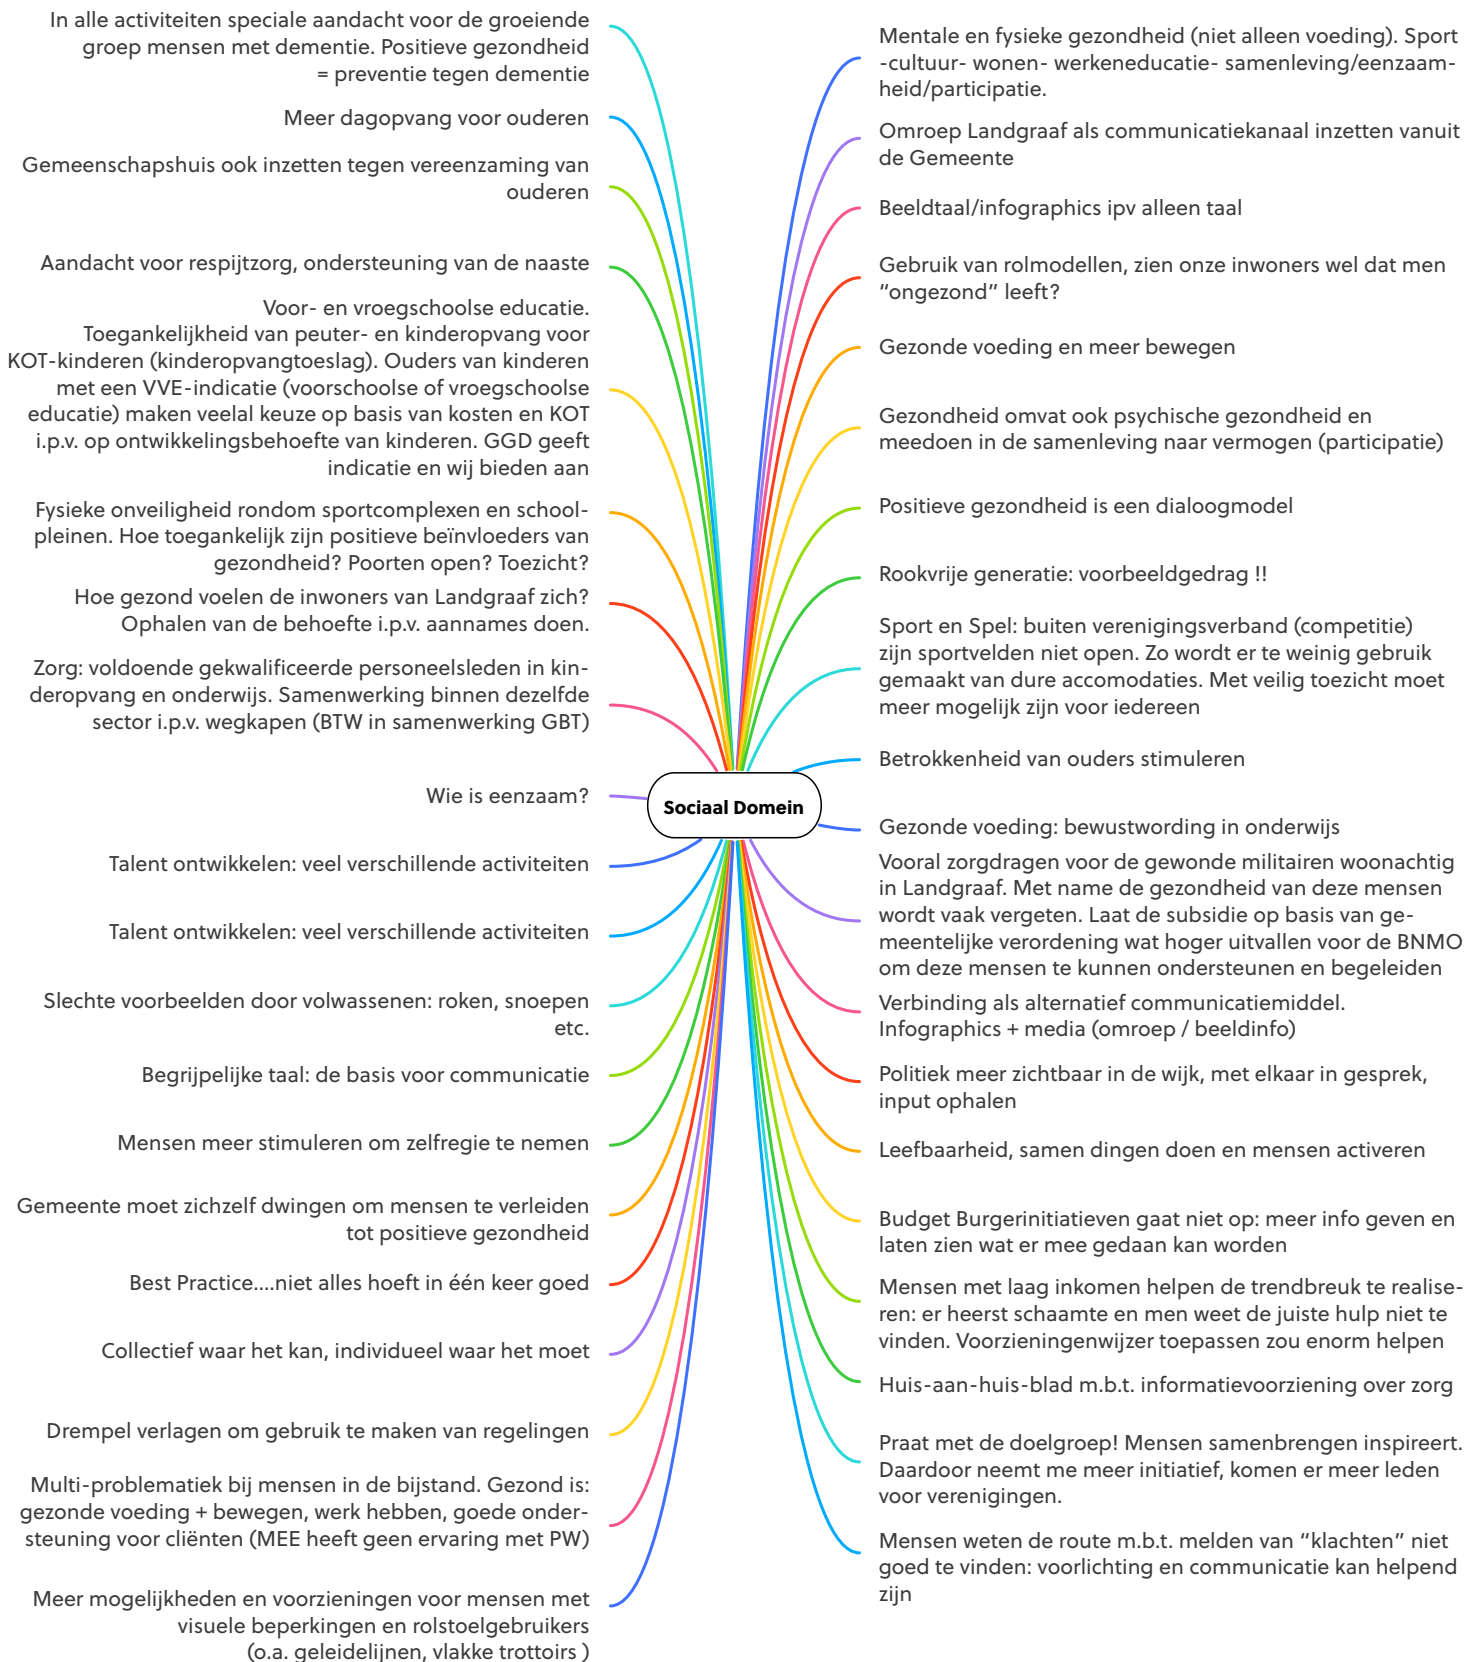 In alle activiteiten speciale aandacht voor de groeiende
groep mensen met dementie. Positieve gezondheid
= preventie tegen dementie
Meer dagopvang voor ouderen
Gemeenschapshuis ook inzetten tegen vereenzaming van
ouderen
Aandacht voor respijtzorg, ondersteuning van de naaste
Voor- en vroegschoolse educatie.
Toegankelijkheid van peuter- en kinderopvang voor
KOT-kinderen (kinderopvangtoeslag). Ouders van kinderen
met een VVE-indicatie (voorschoolse of vroegschoolse
educatie) maken veelal keuze op basis van kosten en KOT
i.p.v. op ontwikkelingsbehoefte van kinderen. GGD geeft
indicatie en wij bieden aan
Fysieke onveiligheid rondom sportcomplexen en school-
pleinen. Hoe toegankelijk zijn positieve beïnvloeders van
gezondheid? Poorten open? Toezicht?
Hoe gezond voelen de inwoners van Landgraaf zich?
Ophalen van de behoefte i.p.v. aannames doen.
Zorg: voldoende gekwalificeerde personeelsleden in kin-
deropvang en onderwijs. Samenwerking binnen dezelfde
sector i.p.v. wegkapen (BTW in samenwerking GBT)
Wie is eenzaam?
Talent ontwikkelen: veel verschillende activiteiten
Talent ontwikkelen: veel verschillende activiteiten
Slechte voorbeelden door volwassenen: roken, snoepen
etc.
Begrijpelijke taal: de basis voor communicatie
Mensen meer stimuleren om zelfregie te nemen
Gemeente moet zichzelf dwingen om mensen te verleiden
tot positieve gezondheid
Best Practice....niet alles hoeft in één keer goed
Collectief waar het kan, individueel waar het moet
Drempel verlagen om gebruik te maken van regelingen
Multi-problematiek bij mensen in de bijstand. Gezond is:
gezonde voeding + bewegen, werk hebben, goede onder-
steuning voor cliënten (MEE heeft geen ervaring met PW)
Meer mogelijkheden en voorzieningen voor mensen met
visuele beperkingen en rolstoelgebruikers
(o.a. geleidelijnen, vlakke trottoirs )
Sociaal Domein
Mentale en fysieke gezondheid (niet alleen voeding). Sport
-cultuur- wonen- werkeneducatie- samenleving/eenzaam-
heid/participatie.
Omroep Landgraaf als communicatiekanaal inzetten vanuit
de Gemeente
Beeldtaal/infographics ipv alleen taal
Gebruik van rolmodellen, zien onze inwoners wel dat men
“ongezond” leeft?
Gezonde voeding en meer bewegen
Gezondheid omvat ook psychische gezondheid en
meedoen in de samenleving naar vermogen (participatie)
Positieve gezondheid is een dialoogmodel
Rookvrije generatie: voorbeeldgedrag !!
Sport en Spel: buiten verenigingsverband (competitie)
zijn sportvelden niet open. Zo wordt er te weinig gebruik
gemaakt van dure accomodaties. Met veilig toezicht moet
meer mogelijk zijn voor iedereen
Betrokkenheid van ouders stimuleren
Gezonde voeding: bewustwording in onderwijs
Vooral zorgdragen voor de gewonde militairen woonachtig
in Landgraaf. Met name de gezondheid van deze mensen
wordt vaak vergeten. Laat de subsidie op basis van ge-
meentelijke verordening wat hoger uitvallen voor de BNMO
om deze mensen te kunnen ondersteunen en begeleiden
Verbinding als alternatief communicatiemiddel.
Infographics + media (omroep / beeldinfo)
Politiek meer zichtbaar in de wijk, met elkaar in gesprek,
input ophalen
Leefbaarheid, samen dingen doen en mensen activeren
Budget Burgerinitiatieven gaat niet op: meer info geven en
laten zien wat er mee gedaan kan worden
Mensen met laag inkomen helpen de trendbreuk te realise-
ren: er heerst schaamte en men weet de juiste hulp niet te
vinden. Voorzieningenwijzer toepassen zou enorm helpen
Huis-aan-huis-blad m.b.t. informatievoorziening over zorg
Praat met de doelgroep! Mensen samenbrengen inspireert.
Daardoor neemt me meer initiatief, komen er meer leden
voor verenigingen.
Mensen weten de route m.b.t. melden van “klachten” niet
goed te vinden: voorlichting en communicatie kan helpend
zijn